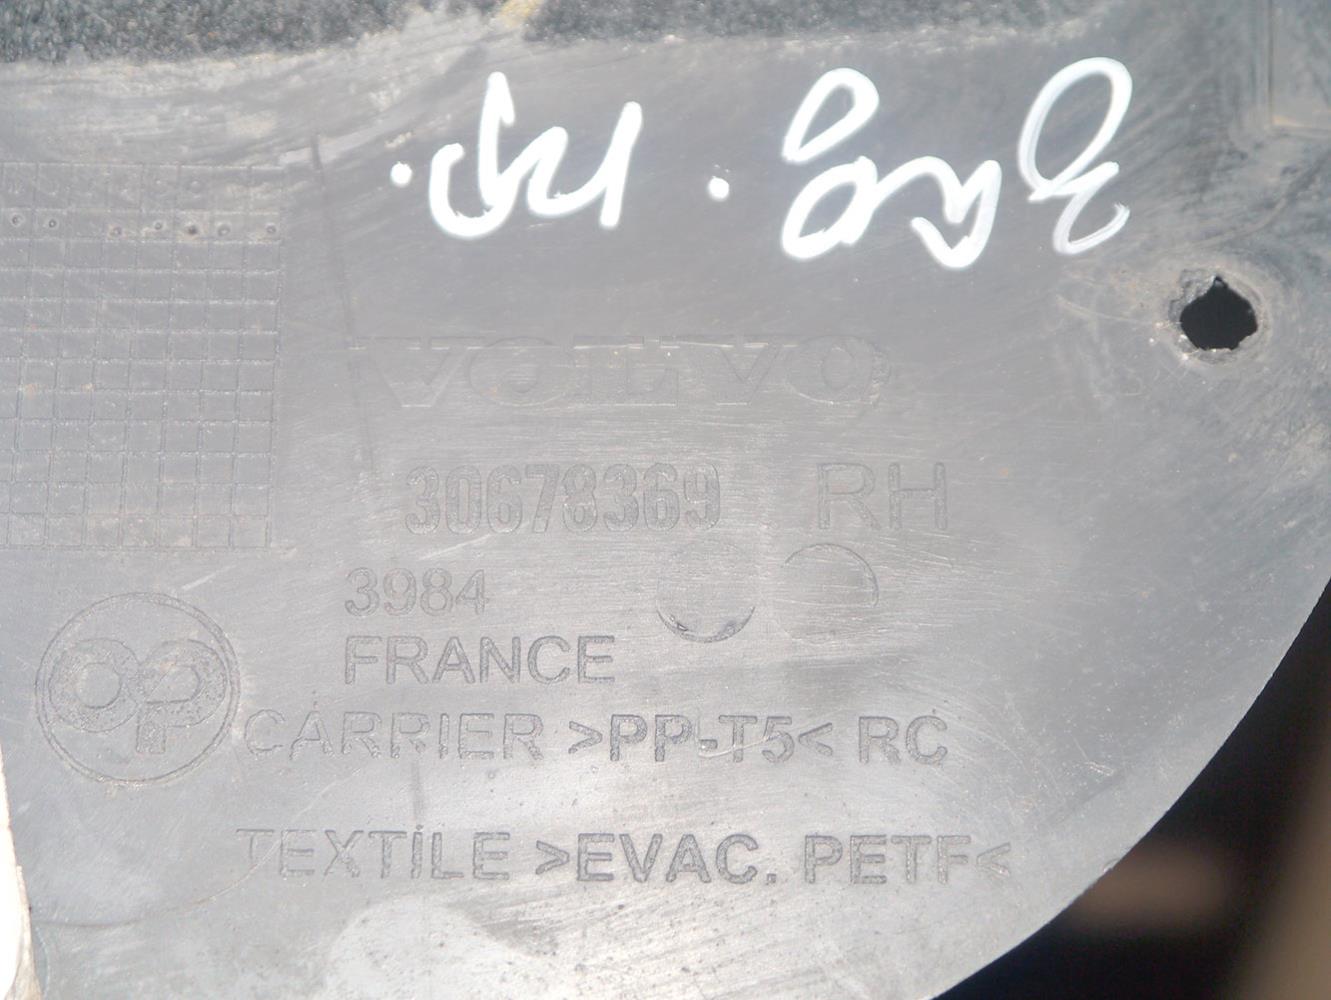 VOLVO
30678369 RH
3984
FRANCE
CARRIER >PP-T5< RC
TEXTILE >EVAC. PETF<